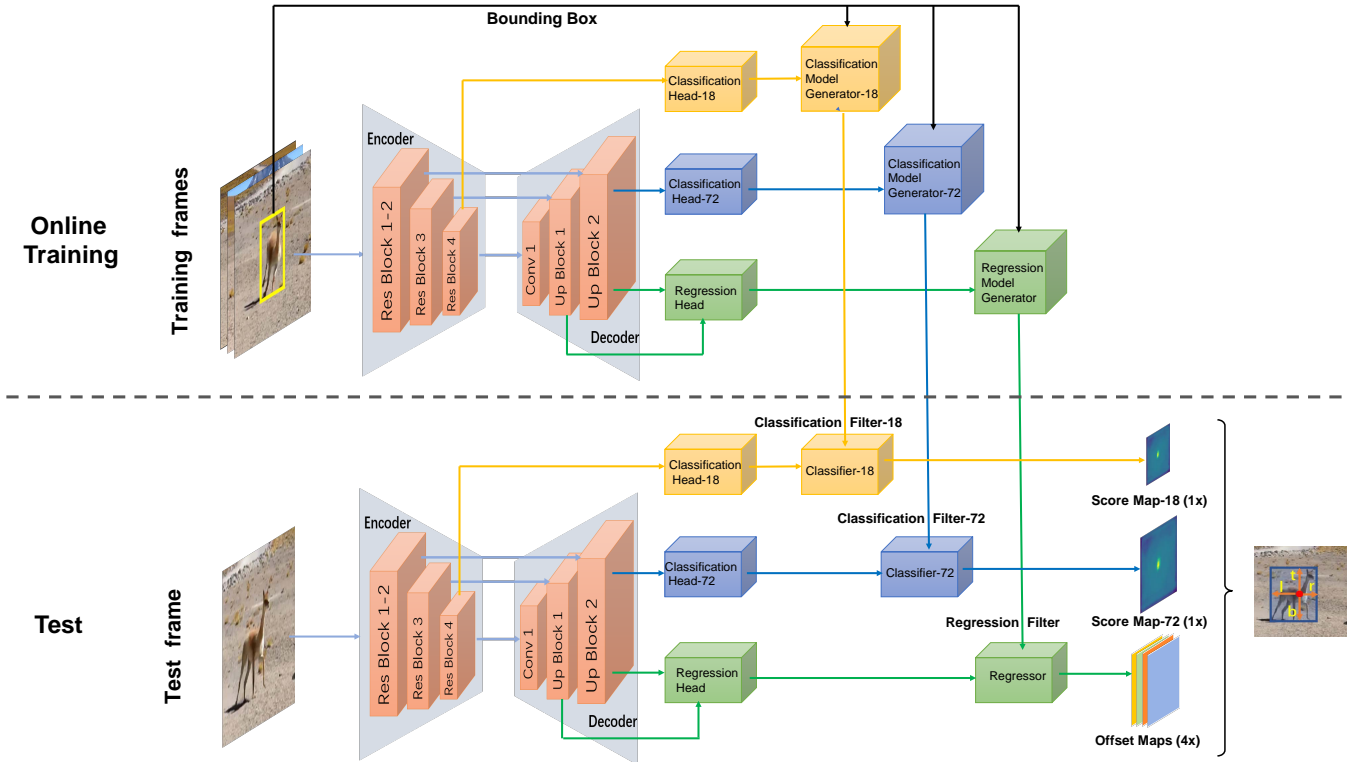 Bounding Box
Classification
Head-18
Classification
Model
Generator-18
Encoder
Res Block 1-2
Res Block 3
Res Block 4
Conv 1
Up Block 1
Up Block 2
Decoder
Classification
Head-72
Classification
Model
Generator-72
Regression
Head
Regression
Model
Generator
Online
Training
Training frames
Classification Filter-18
Classification
Head-18
Classifier-18
Score Map-18 (1x)
Encoder
Res Block 1-2
Res Block 3
Res Block 4
Conv 1
Up Block 1
Up Block 2
Decoder
Classification Filter-72
Classification
Head-72
Classifier-72
Score Map-72 (1x)
Regression Filter
Regression
Head
Regressor
Offset Maps (4x)
Test
Test frame
t
l
r
b